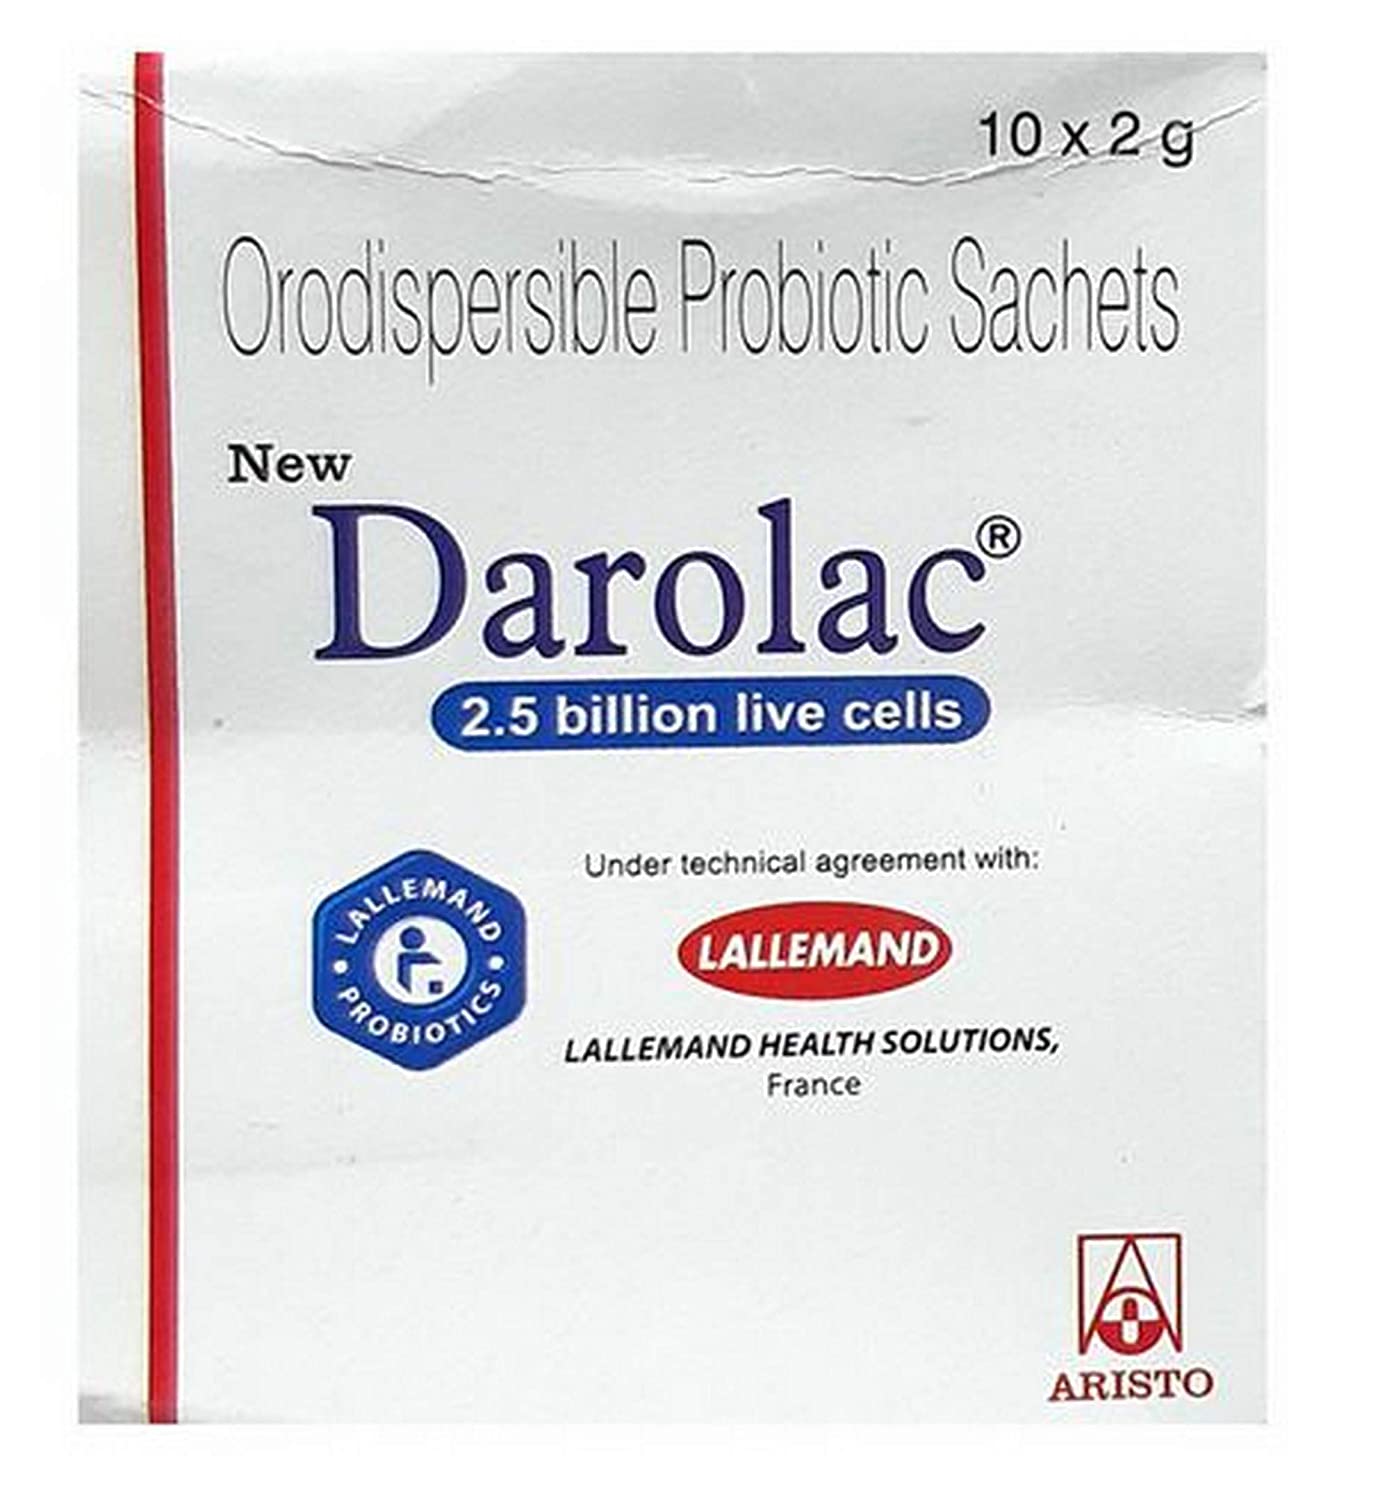 10 x 2 g
Orodispersible Probiotic Sachets
New
Darolac®
2.5 billion live cells
LALLEMAND
PROBIOTICS
Under technical agreement with:
LALLEMAND
LALLEMAND HEALTH SOLUTIONS,
France
ARISTO